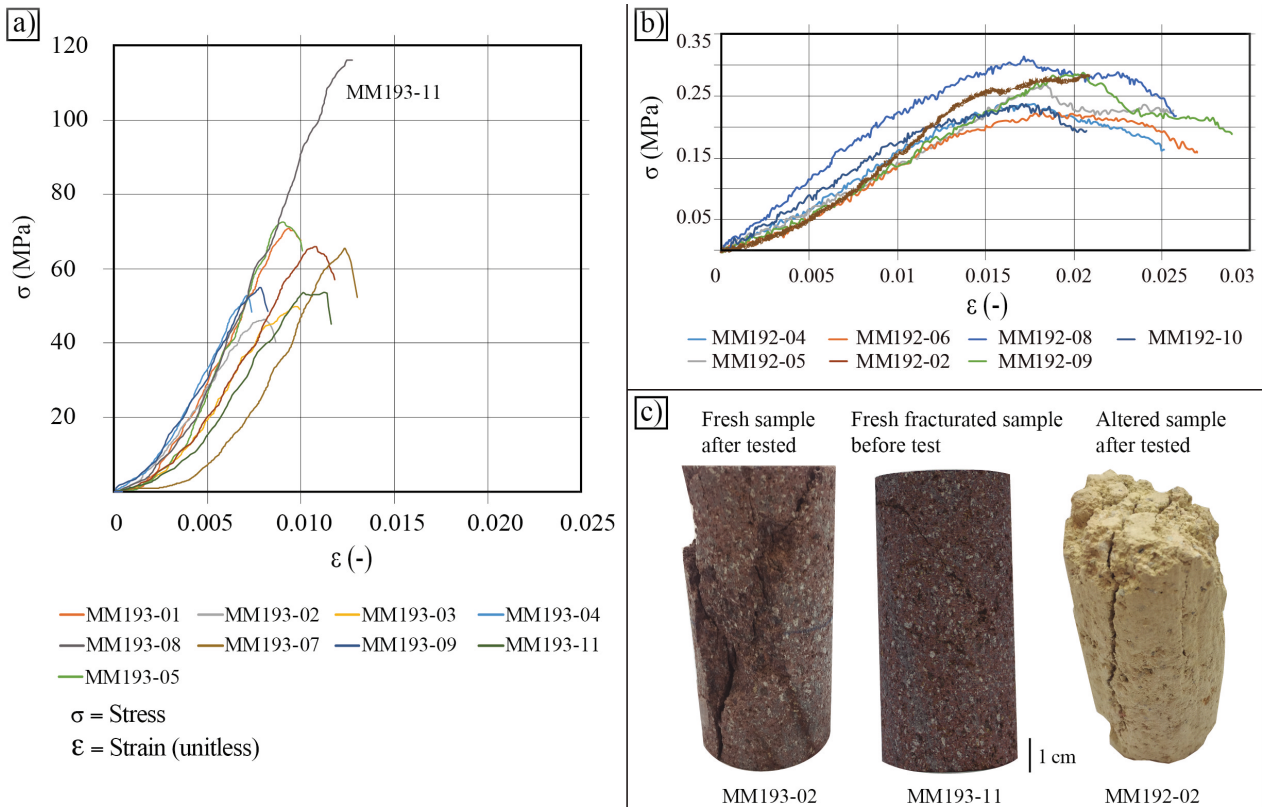 a)
120
100
80
60
40
20
σ (MPa)
MM193-11
0 0.005 0.010 0.015 0.020 0.025
ε (-)
MM193-01 MM193-02 MM193-03 MM193-04
MM193-08 MM193-07 MM193-09 MM193-11
MM193-05
σ = Stress
ε = Strain (unitless)
b)
0.35
0.25
0.15
0.05
σ (MPa)
0.005 0.01 0.015 0.02 0.025 0.03
ε (-)
MM192-04 MM192-06 MM192-08 MM192-10
MM192-05 MM192-02 MM192-09
c)
Fresh sample
after tested
Fresh fracturated sample
before test
Altered sample
after tested
1 cm
MM193-02 MM193-11 MM192-02